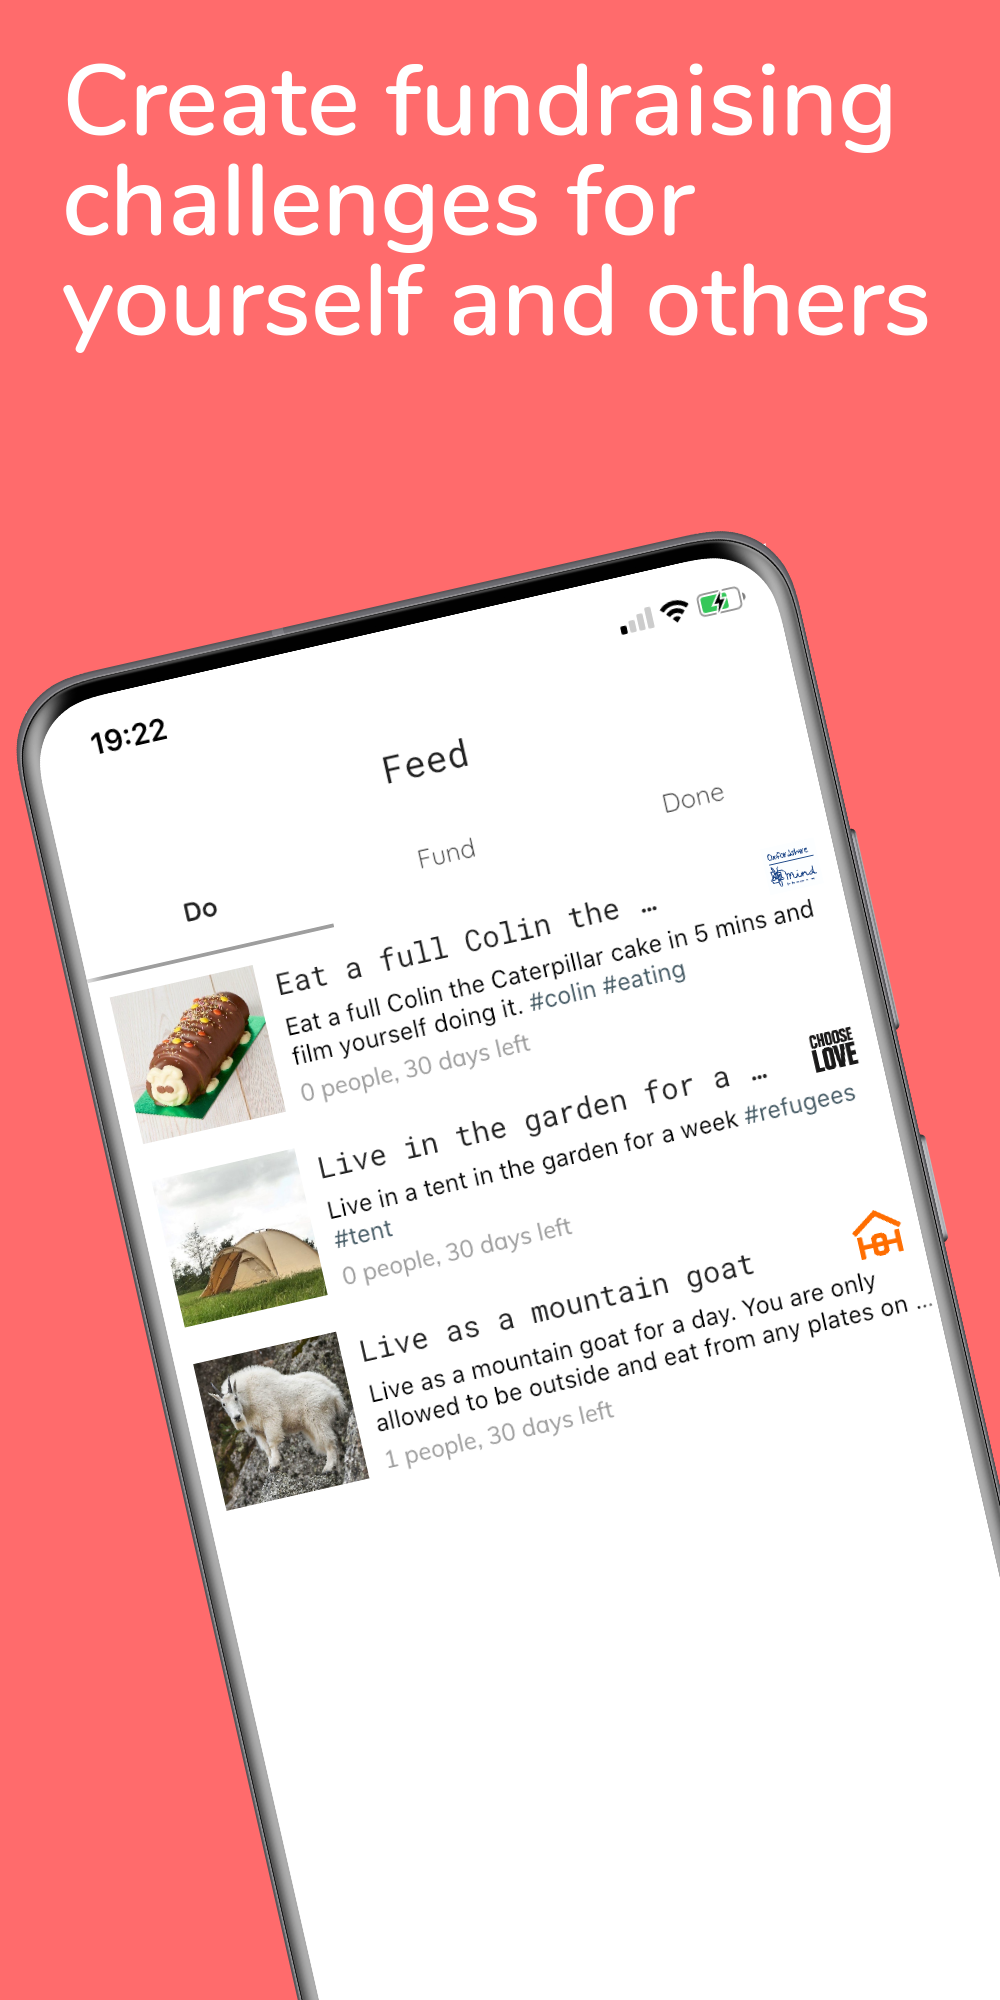 Create fundraising
challenges for
yourself and others
19:22
Feed
Do
Fund
Done
Oxfordshire
mind
Eat a full Colin the …
Eat a full Colin the Caterpillar cake in 5 mins and
film yourself doing it. #colin #eating
0 people, 30 days left
CHOOSE
LOVE
Live in the garden for a …
Live in a tent in the garden for a week #refugees
#tent
0 people, 30 days left
Live as a mountain goat
Live as a mountain goat for a day. You are only
allowed to be outside and eat from any plates on ...
1 people, 30 days left